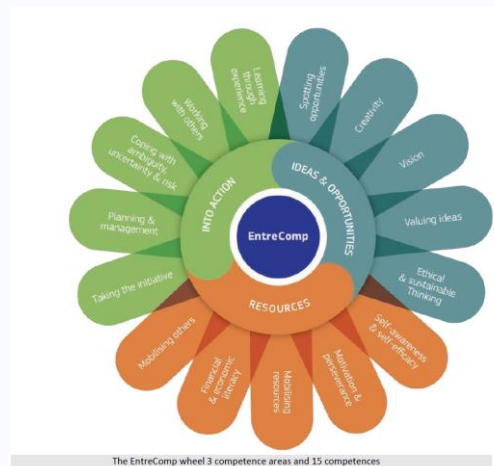 Spotting
opportunities
Creativity
Vision
Valuing ideas
Ethical
& sustainable
Thinking
Self-awareness
& self-efficacy
Motivation &
perseverance
Mobilising
resources
Financial
& economic
literacy
Mobilising others
Taking the initiative
Planning &
management
Coping with
ambiguity,
uncertainty & risk
Working
with others
Learning
through
experience
IDEAS & OPPORTUNITIES
RESOURCES
INTO ACTION
EntreComp
The EntreComp wheel 3 competence areas and 15 competences